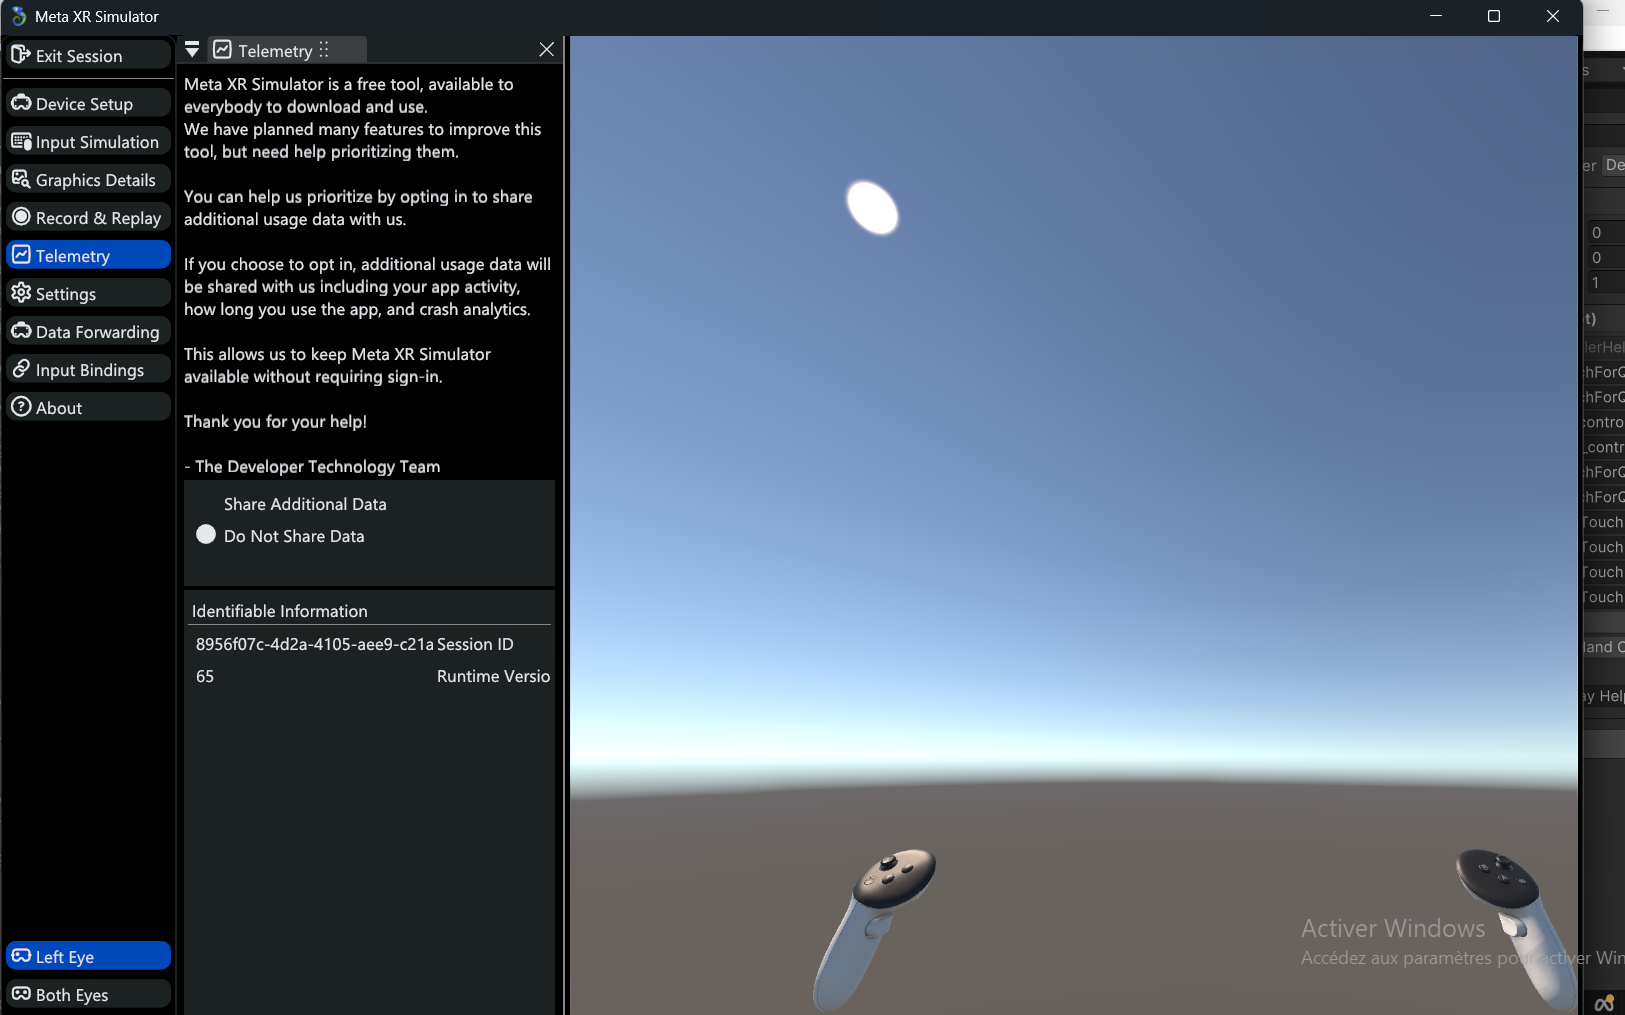 Meta XR Simulator
Exit Session
Device Setup
Input Simulation
Graphics Details
Record & Replay
Telemetry
Settings
Data Forwarding
Input Bindings
About
Left Eye
Both Eyes
Telemetry
Meta XR Simulator is a free tool, available to
everybody to download and use.
We have planned many features to improve this
tool, but need help prioritizing them.
You can help us prioritize by opting in to share
additional usage data with us.
If you choose to opt in, additional usage data will
be shared with us including your app activity,
how long you use the app, and crash analytics.
This allows us to keep Meta XR Simulator
available without requiring sign-in.
Thank you for your help!
- The Developer Technology Team
Share Additional Data
Do Not Share Data
Identifiable Information
8956f07c-4d2a-4105-aee9-c21a Session ID
65 Runtime Versio
Activer Windows
Accédez aux paramètres pour activer Win
s
er De
0
0
1
t)
lerHel
hForQ
hForQ
contro
_contr
hForQ
hForQ
Touch
Touch
Touch
Touch
land C
ay Help